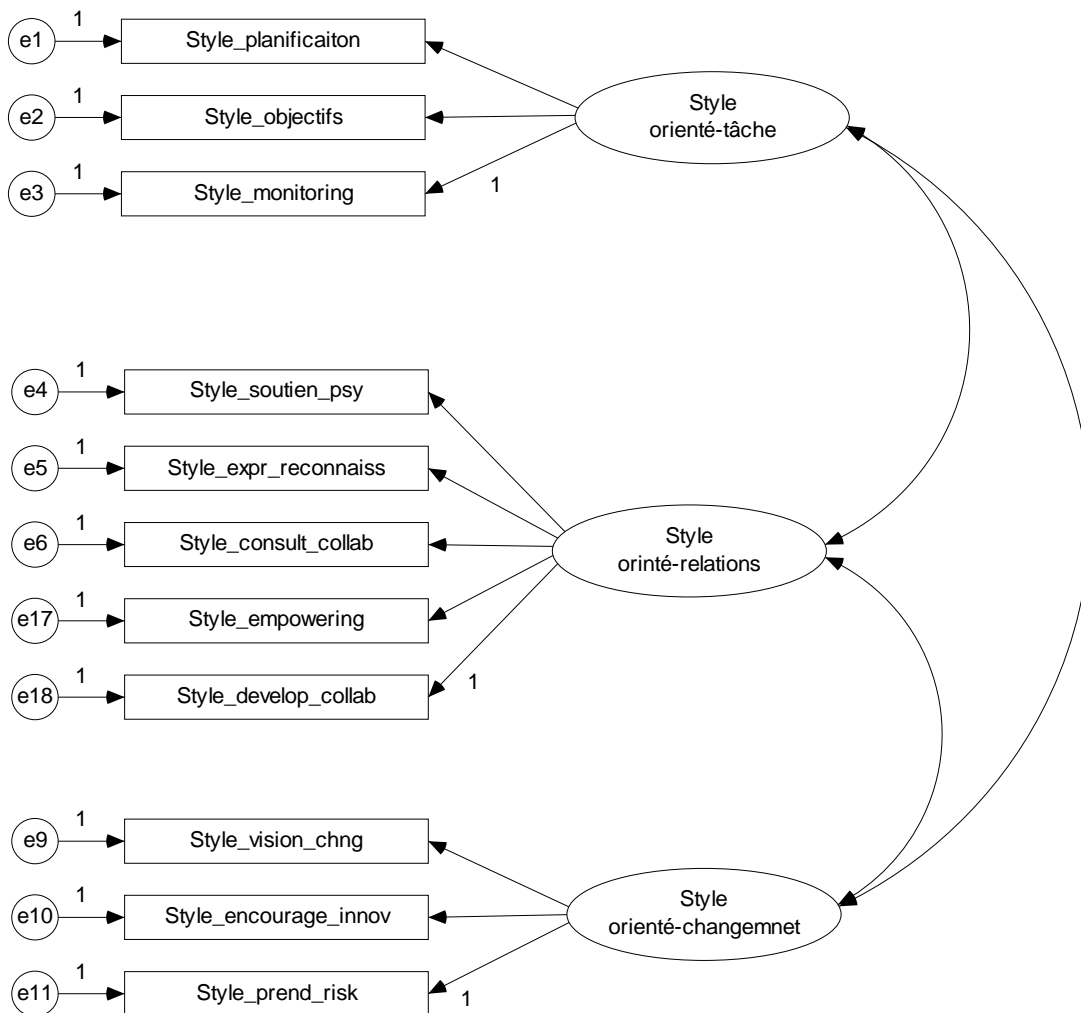 1
e1
Style_planificaiton
1
e2
Style_objectifs
Style
orienté-tâche
1
e3
Style_monitoring
1
1
e4
Style_soutien_psy
1
e5
Style_expr_reconnaiss
1
e6
Style_consult_collab
Style
orinté-relations
1
e17
Style_empowering
1
e18
Style_develop_collab
1
1
e9
Style_vision_chng
1
e10
Style_encourage_innov
Style
orienté-changemnet
1
e11
Style_prend_risk
1